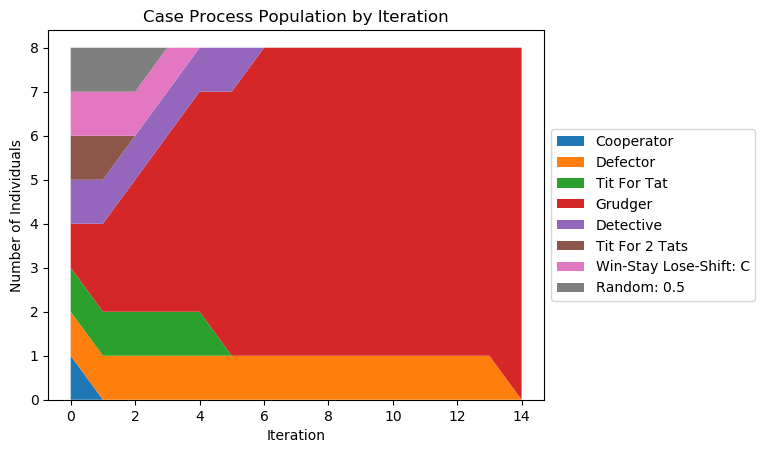 Case Process Population by Iteration
Number of Individuals
8
7
6
5
4
3
2
1
0
0 2 4 6 8 10 12 14
Iteration
Cooperator
Defector
Tit For Tat
Grudger
Detective
Tit For 2 Tats
Win-Stay Lose-Shift: C
Random: 0.5